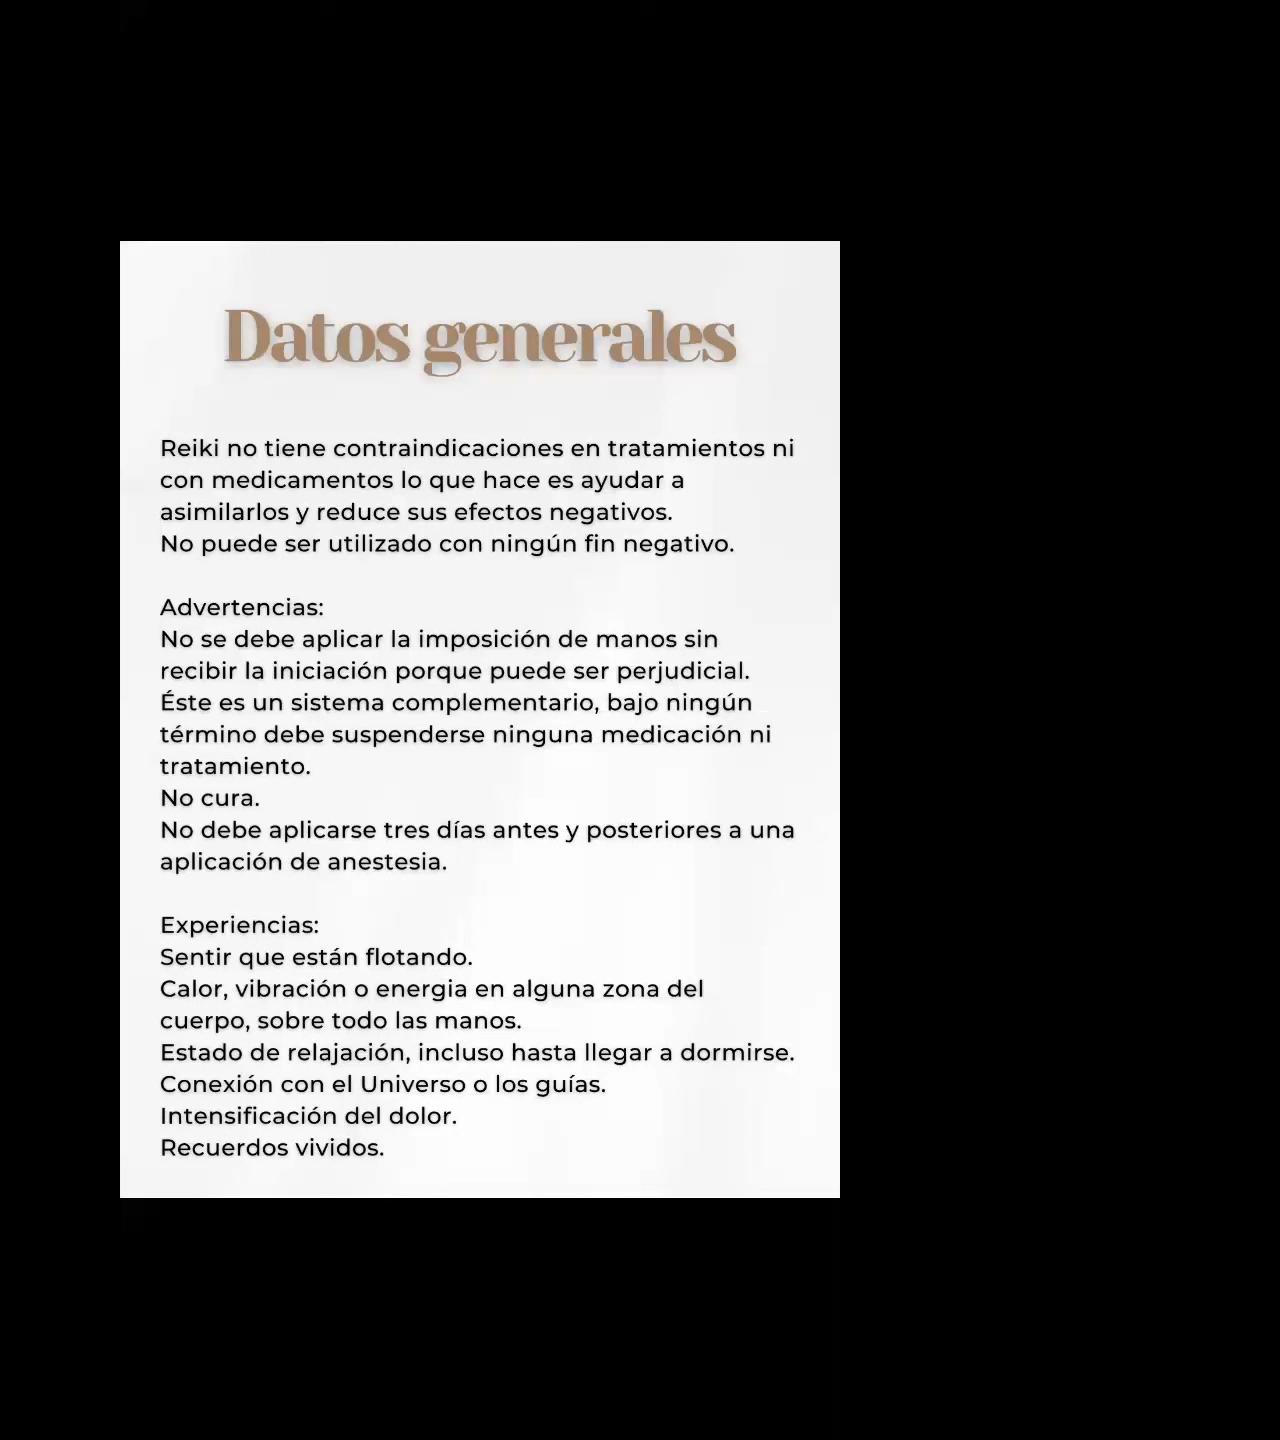 Datos generales
Reiki no tiene contraindicaciones en tratamientos ni
con medicamentos lo que hace es ayudar a
asimilarlos y reduce sus efectos negativos.
No puede ser utilizado con ningún fin negativo.
Advertencias:
No se debe aplicar la imposición de manos sin
recibir la iniciación porque puede ser perjudicial.
Éste es un sistema complementario, bajo ningún
término debe suspenderse ninguna medicación ni
tratamiento.
No cura.
No debe aplicarse tres días antes y posteriores a una
aplicación de anestesia.
Experiencias:
Sentir que están flotando.
Calor, vibración o energia en alguna zona del
cuerpo, sobre todo las manos.
Estado de relajación, incluso hasta llegar a dormirse.
Conexión con el Universo o los guías.
Intensificación del dolor.
Recuerdos vividos.